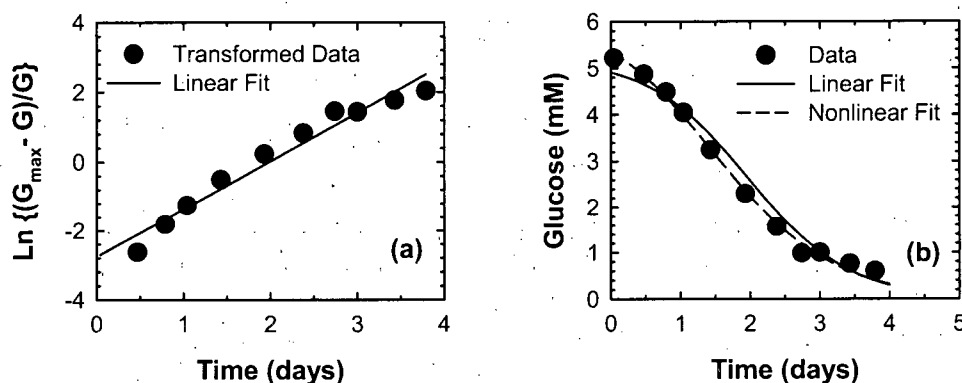 Ln {(Gmax- G)/G}
4
2
0
-2
-4
Transformed Data
Linear Fit
(a)
0 1 2 3 4
Time (days)
Glucose (mM)
6
5
4
3
2
1
0
Data
Linear Fit
Nonlinear Fit
(b)
0 1 2 3 4 5
Time (days)